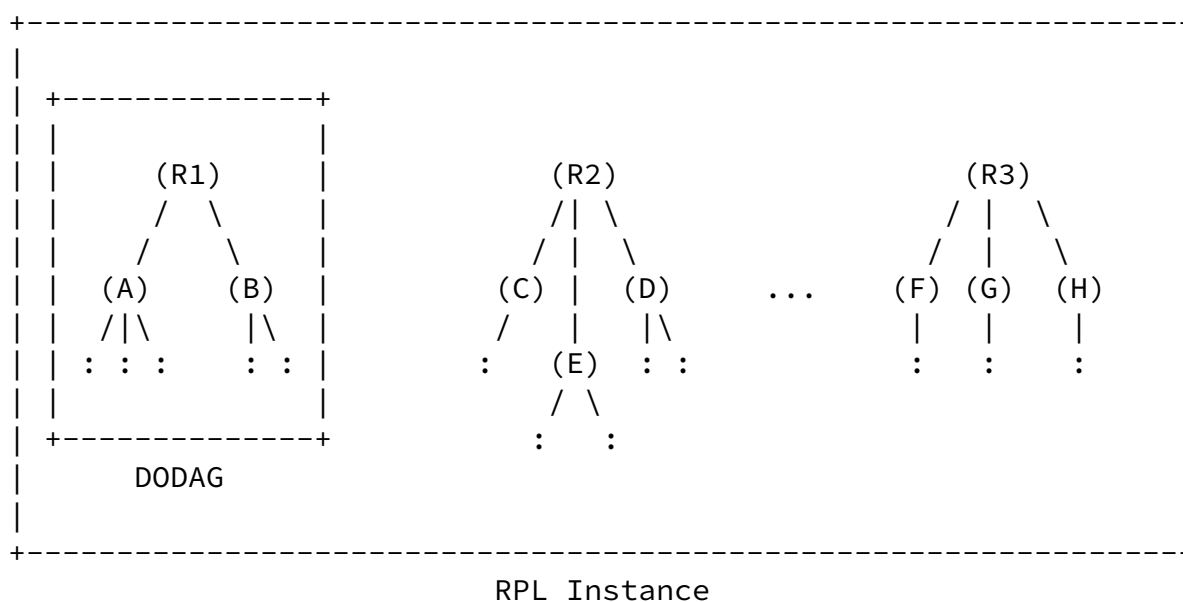 (R1) (R2) (R3)
(A) (B) (C) (D) ... (F) (G) (H)
: : : : : : (E) : : : : :
: :
DODAG
RPL Instance